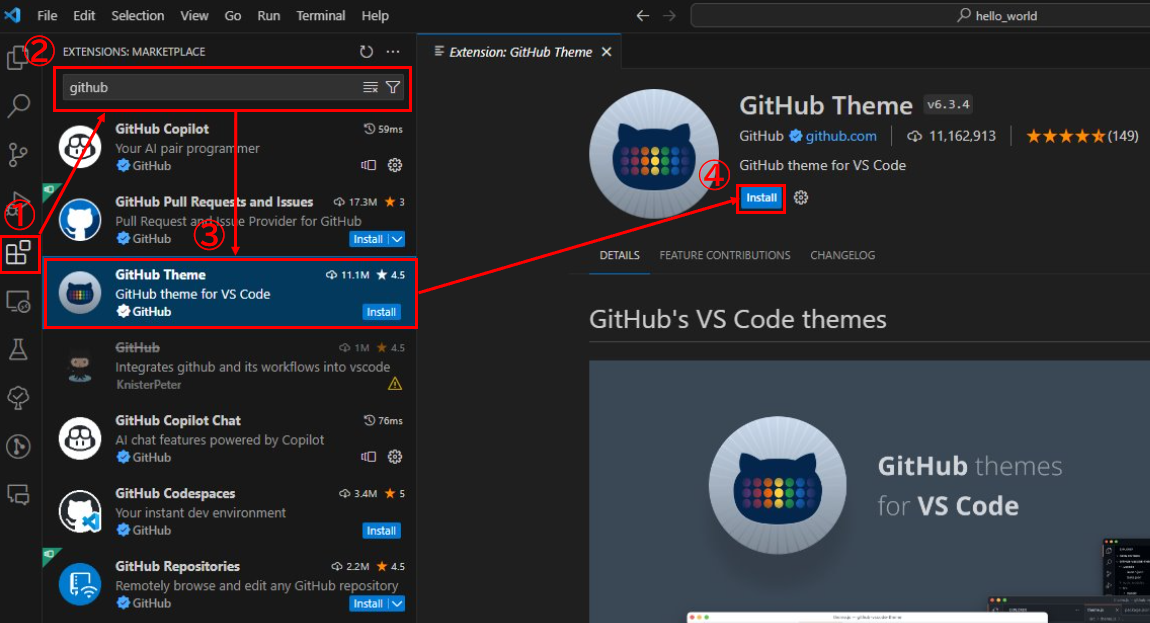 File Edit Selection View Go Run Terminal Help
hello_world
②
EXTENSIONS: MARKETPLACE
github
GitHub Copilot 59ms
Your AI pair programmer
GitHub
GitHub Pull Requests and Issues 17.3M 3
Pull Request and Issue Provider for GitHub
GitHub Install
①
③
GitHub Theme 11.1M 4.5
GitHub theme for VS Code
GitHub Install
GitHub 1M 4.5
Integrates github and its workflows into vscode
KnisterPeter
GitHub Copilot Chat 76ms
AI chat features powered by Copilot
GitHub
GitHub Codespaces 3.4M 5
Your instant dev environment
GitHub Install
GitHub Repositories 2.2M 4.5
Remotely browse and edit any GitHub repository
GitHub Install
Extension: GitHub Theme
GitHub Theme v6.3.4
GitHub github.com 11,162,913 (149)
GitHub theme for VS Code
④
Install
DETAILS FEATURE CONTRIBUTIONS CHANGELOG
GitHub's VS Code themes
GitHub themes
for VS Code